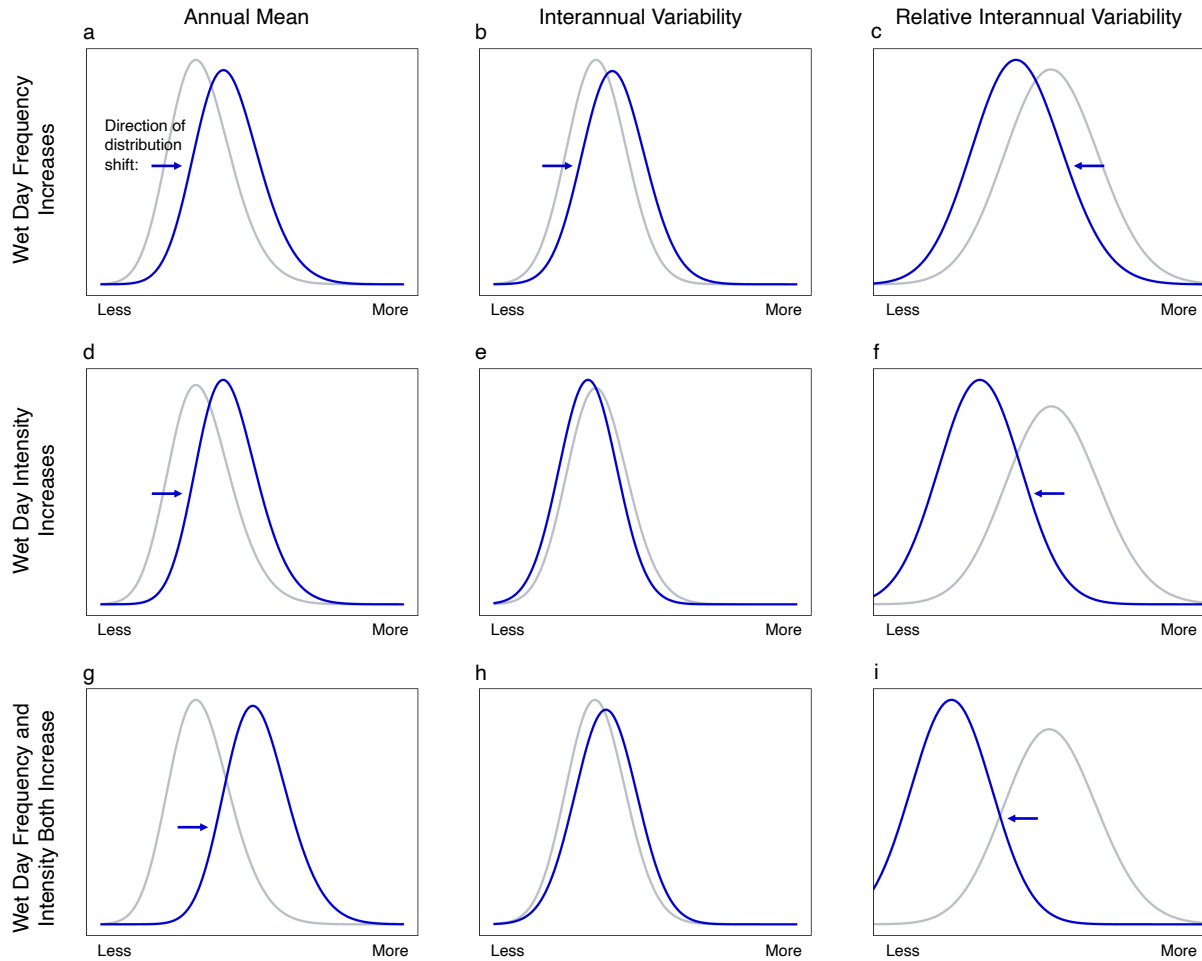 Annual Mean
Interannual Variability
Relative Interannual Variability
a
b
c
Wet Day Frequency
Increases
Direction of
distribution
shift:
Less
More
Less
More
Less
More
d
e
f
Wet Day Intensity
Increases
Less
More
Less
More
Less
More
g
h
i
Wet Day Frequency and
Intensity Both Increase
Less
More
Less
More
Less
More